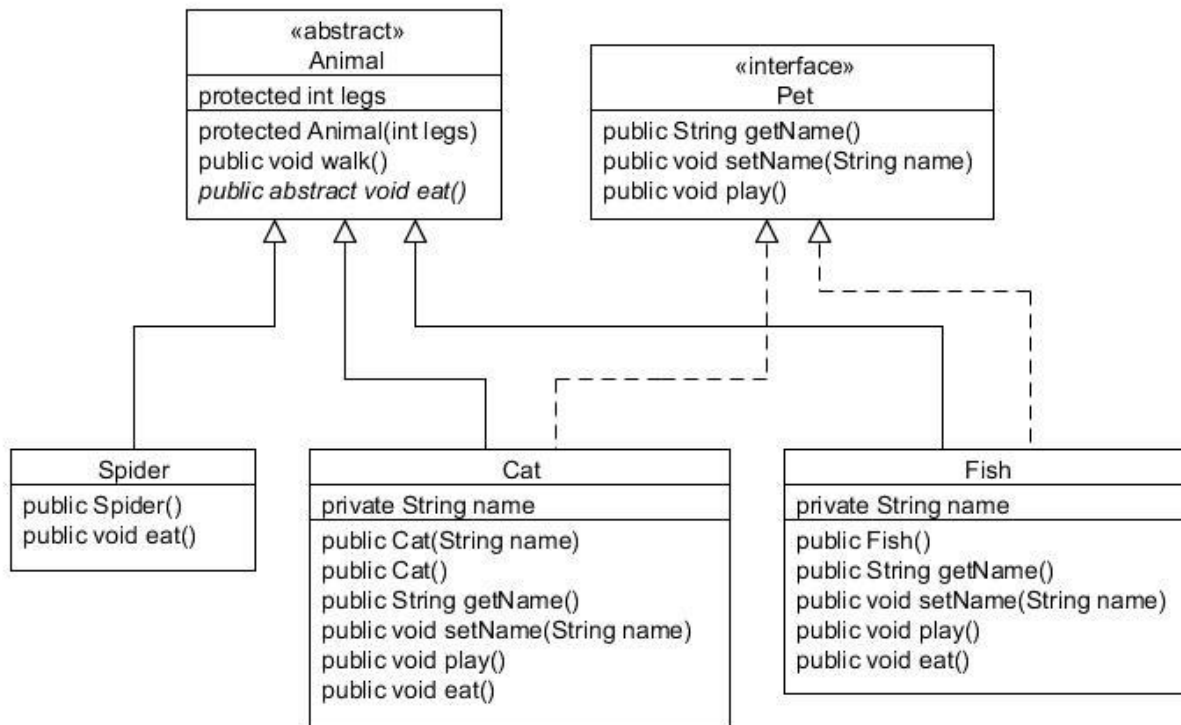 «abstract»
Animal
protected int legs
protected Animal(int legs)
public void walk()
public abstract void eat()
«interface»
Pet
public String getName()
public void setName(String name)
public void play()
Spider
public Spider()
public void eat()
Cat
private String name
public Cat(String name)
public Cat()
public String getName()
public void setName(String name)
public void play()
public void eat()
Fish
private String name
public Fish()
public String getName()
public void setName(String name)
public void play()
public void eat()